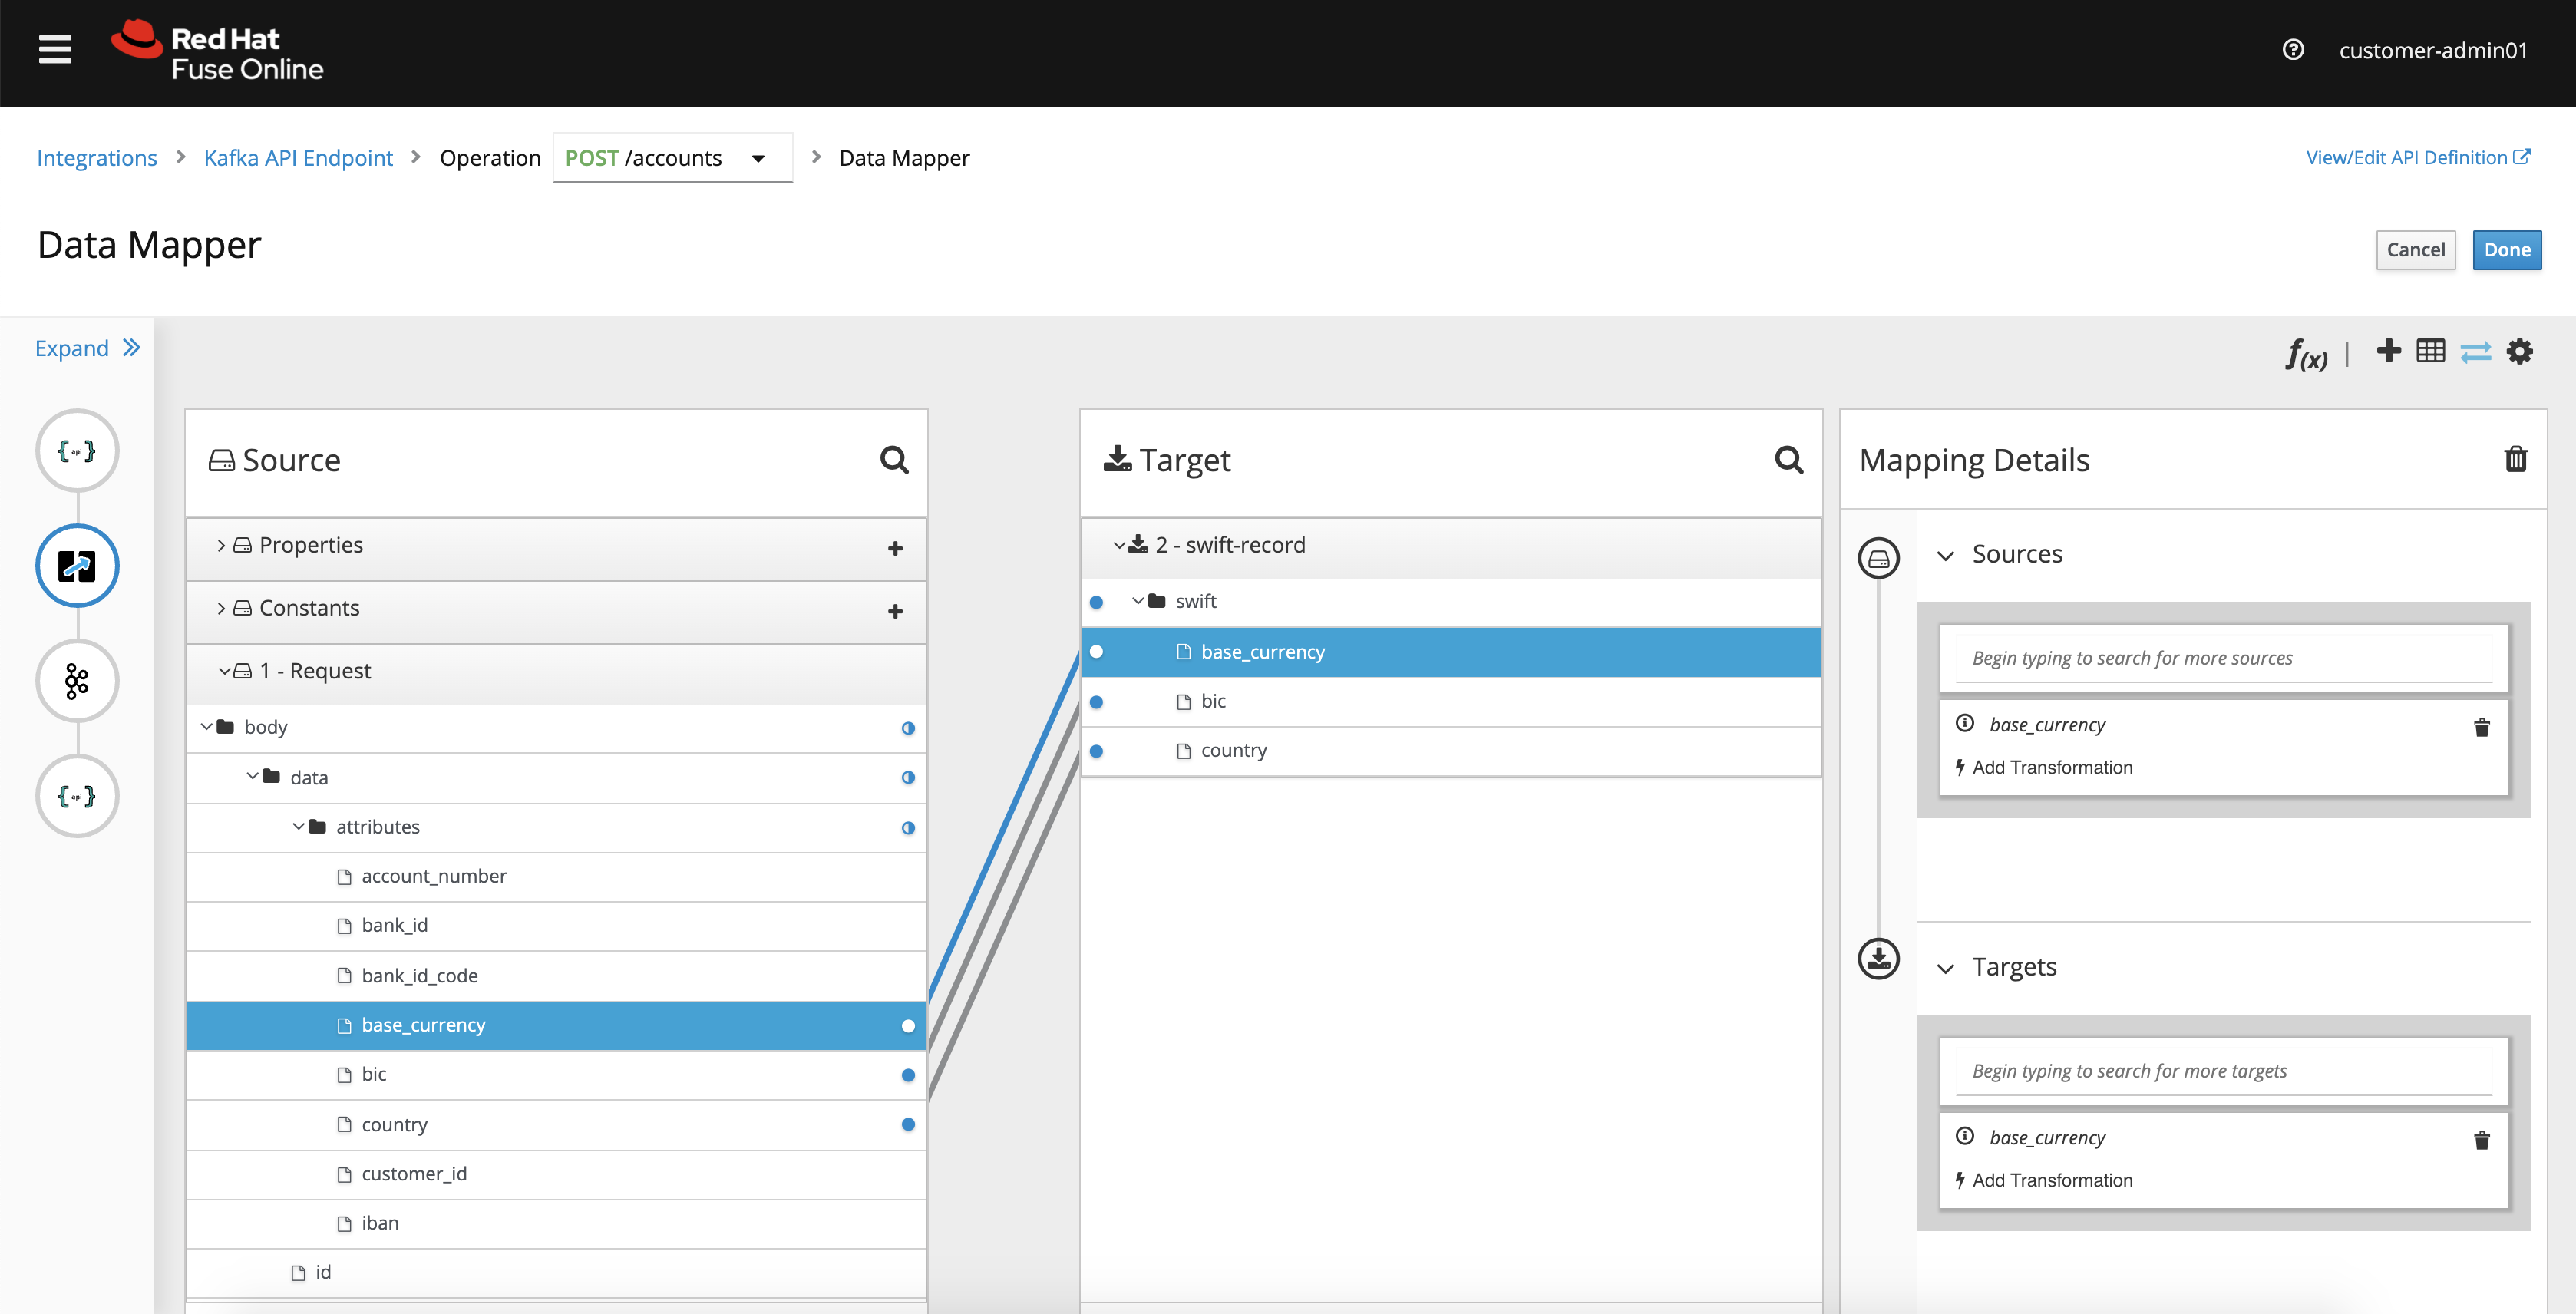 Red Hat
Fuse Online
customer-admin01
Integrations > Kafka API Endpoint > Operation POST /accounts > Data Mapper
View/Edit API Definition
Data Mapper
Cancel
Done
Expand
f(x) |
{api}
{api}
Source
Properties
Constants
1 - Request
body
data
attributes
account_number
bank_id
bank_id_code
base_currency
bic
country
customer_id
iban
id
Target
2 - swift-record
swift
base_currency
bic
country
Mapping Details
Sources
Begin typing to search for more sources
base_currency
Add Transformation
Targets
Begin typing to search for more targets
base_currency
Add Transformation